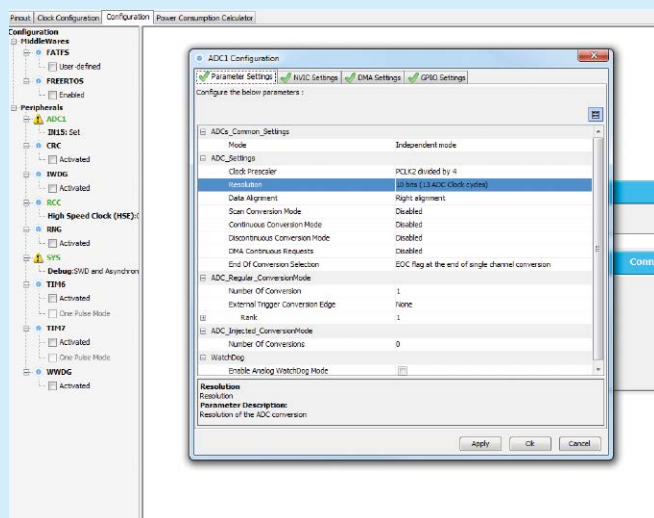 Pinout Clock Configuration Configuration Power Consumption Calculator
Configuration
MiddleWares
FATFS
User-defined
FREERTOS
Enabled
Peripherals
ADC1
IN15: Set
CRC
Activated
IWDG
Activated
RCC
High Speed Clock (HSE):
RNG
Activated
SYS
Debug:SWD and Asynchron
TIM6
Activated
One Pulse Mode
TIM7
Activated
One Pulse Mode
WWDG
Activated
ADC1 Configuration
Parameter Settings NVIC Settings DMA Settings GPIO Settings
Configure the below parameters :
ADCs_Common_Settings
Mode Independent mode
ADC_Settings
Clock Prescaler PCLK2 divided by 4
Resolution 10 bits (13 ADC Clock cycles)
Data Alignment Right alignment
Scan Conversion Mode Disabled
Continuous Conversion Mode Disabled
Discontinuous Conversion Mode Disabled
DMA Continuous Requests Disabled
End Of Conversion Selection EOC flag at the end of single channel conversion
ADC_Regular_ConversionMode
Number Of Conversion 1
External Trigger Conversion Edge None
Rank 1
ADC_Injected_ConversionMode
Number Of Conversions 0
WatchDog
Enable Analog WatchDog Mode
Resolution
Resolution
Parameter Description:
Resolution of the ADC conversion
Apply Ok Cancel
Conn